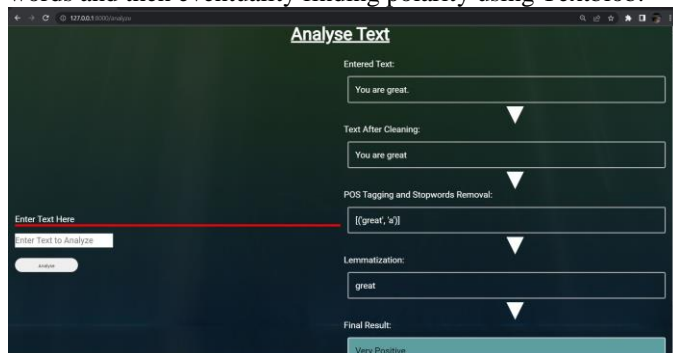 words and then eventually finding polarity using Textblob.
127.0.0.1:8000/analyze
Analyse Text
Entered Text:
You are great.
Text After Cleaning:
You are great
POS Tagging and Stopwords Removal:
[('great', 'a')]
Enter Text Here
Enter Text to Analyze
Analyse
Lemmatization:
great
Final Result:
Very Positive